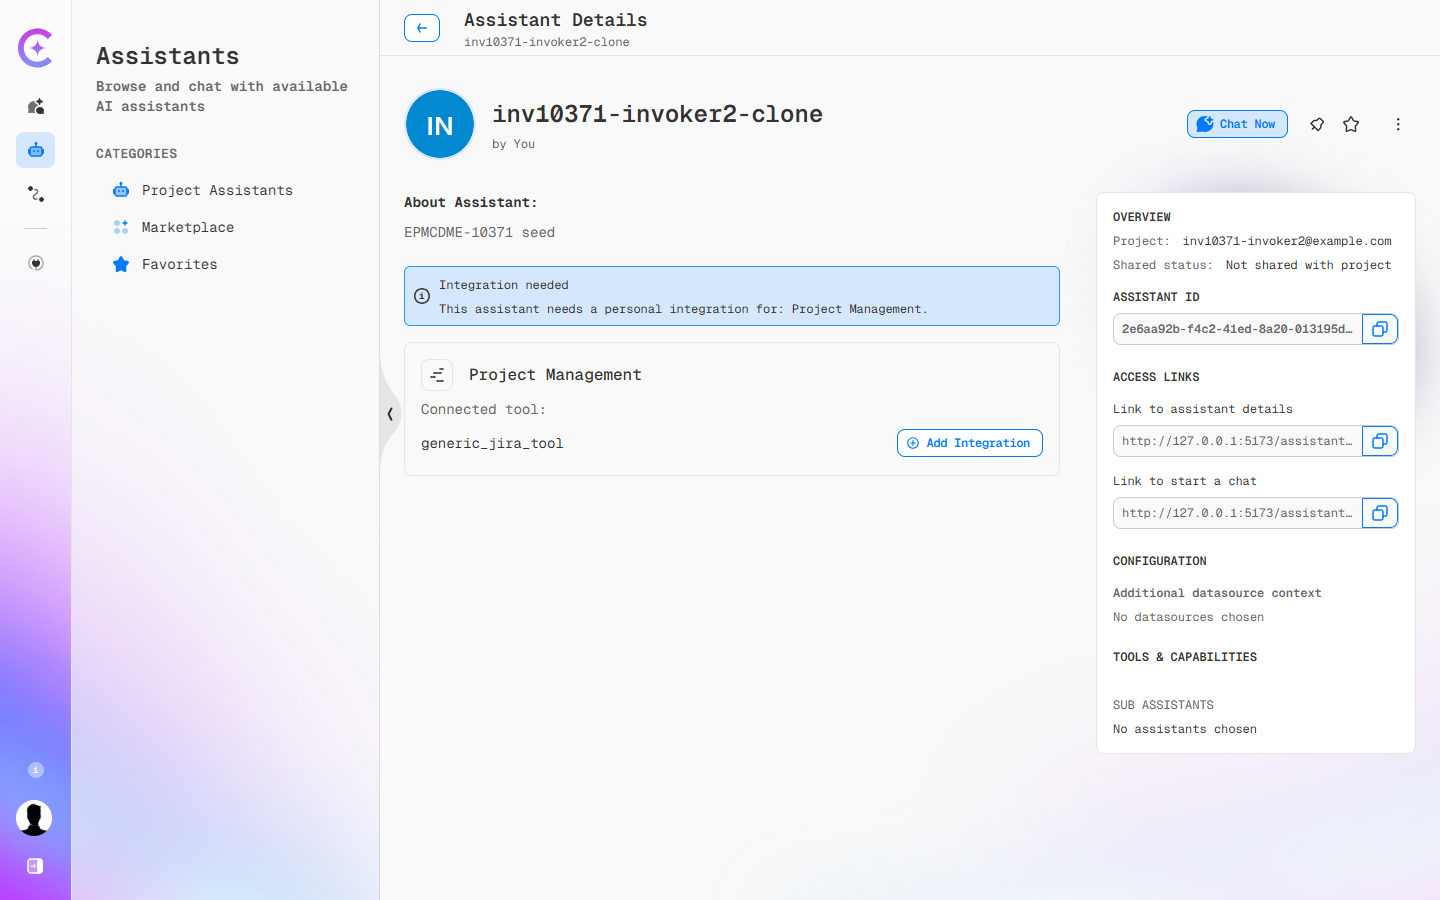 Assistants
Browse and chat with available
AI assistants
CATEGORIES
Project Assistants
Marketplace
Favorites
Assistant Details
inv10371-invoker2-clone
IN
inv10371-invoker2-clone
by You
Chat Now
About Assistant:
EPMCDME-10371 seed
Integration needed
This assistant needs a personal integration for: Project Management.
Project Management
Connected tool:
generic_jira_tool
Add Integration
OVERVIEW
Project: inv10371-invoker2@example.com
Shared status: Not shared with project
ASSISTANT ID
2e6aa92b-f4c2-41ed-8a20-013195d…
ACCESS LINKS
Link to assistant details
http://127.0.0.1:5173/assistant…
Link to start a chat
http://127.0.0.1:5173/assistant…
CONFIGURATION
Additional datasource context
No datasources chosen
TOOLS & CAPABILITIES
SUB ASSISTANTS
No assistants chosen